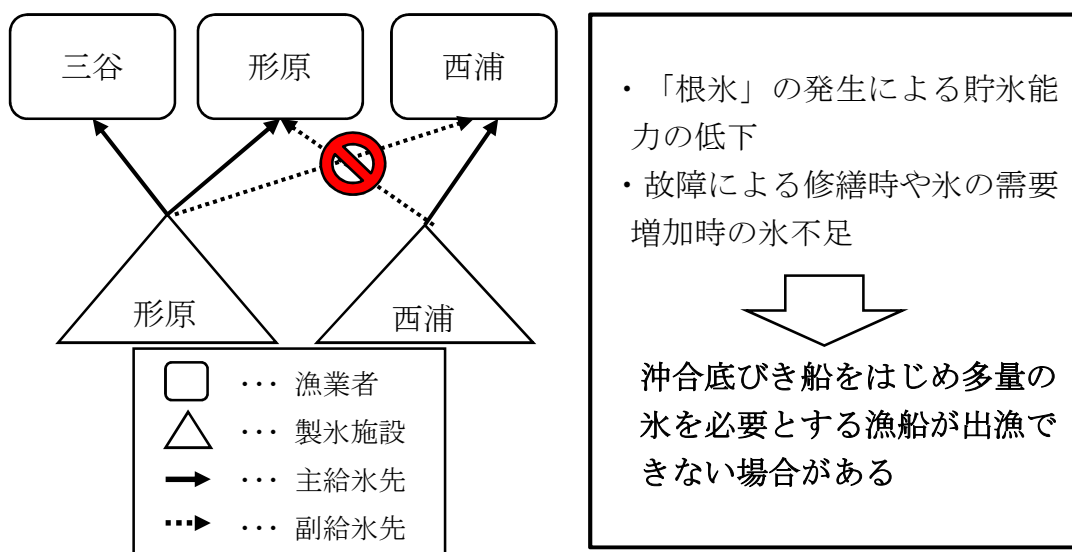 三谷
形原
西浦
形原
西浦
… 漁業者
… 製氷施設
… 主給氷先
… 副給氷先
・「根氷」の発生による貯氷能
力の低下
・故障による修繕時や氷の需要
増加時の氷不足
沖合底びき船をはじめ多量の
氷を必要とする漁船が出漁で
きない場合がある